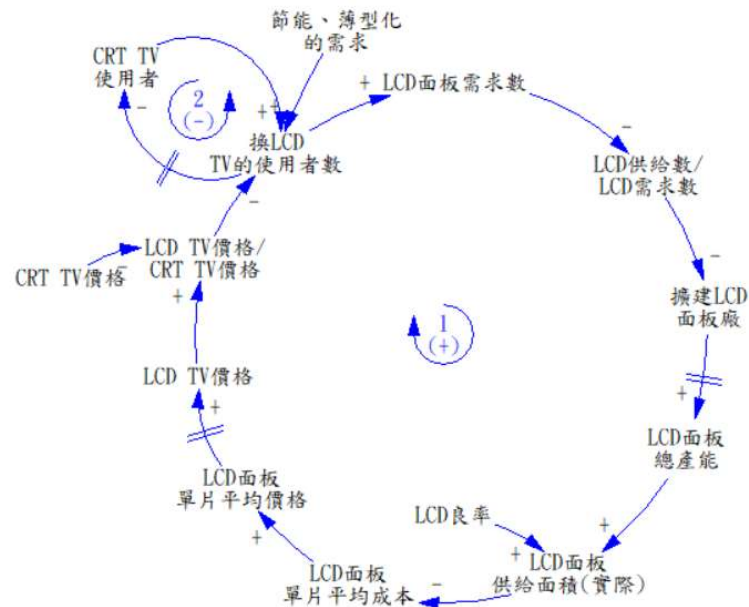 節能、薄型化
的需求
CRT TV
使用者
-
2
(-)
+
+
換LCD
TV的使用者數
+ LCD面板需求數
-
LCD供給數/
LCD需求數
-
擴建LCD
面板廠
+
LCD面板
總產能
+
LCD良率
+
LCD面板
供給面積(實際)
-
LCD面板
單片平均成本
+
LCD面板
單片平均價格
+
LCD TV價格
+
LCD TV價格/
CRT TV價格
-
CRT TV價格
-
1
(+)